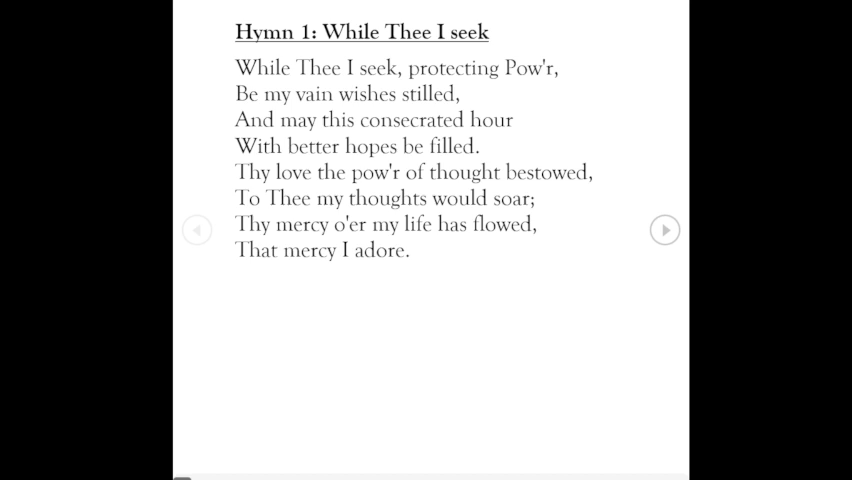 Hymn 1: While Thee I seek
While Thee I seek, protecting Pow'r,
Be my vain wishes stilled,
And may this consecrated hour
With better hopes be filled.
Thy love the pow'r of thought bestowed,
To Thee my thoughts would soar;
Thy mercy o'er my life has flowed,
That mercy I adore.